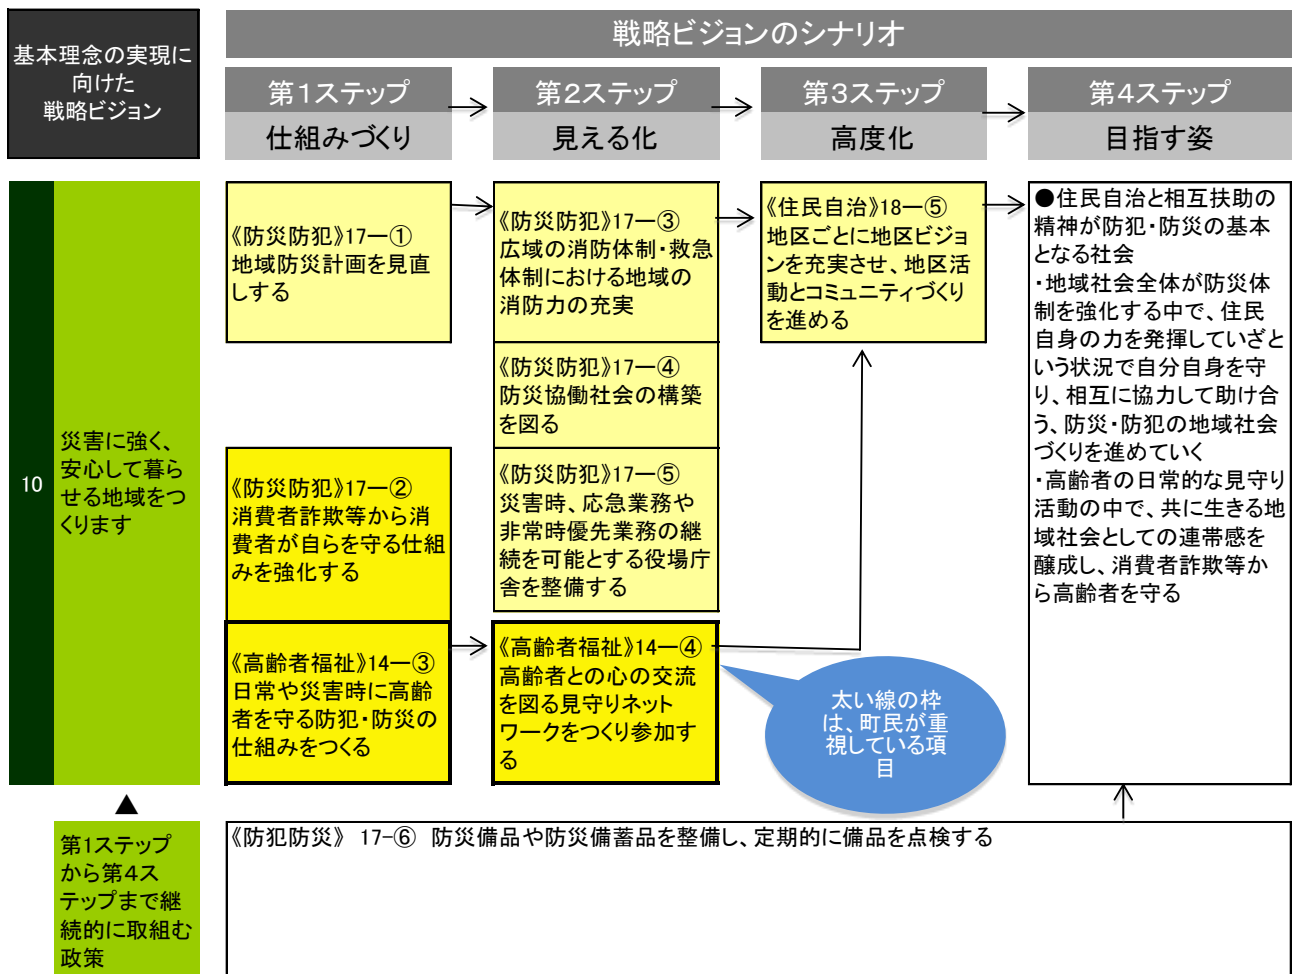 基本理念の実現に
向けた
戦略ビジョン
戦略ビジョンのシナリオ
第1ステップ
仕組みづくり
第2ステップ
見える化
第3ステップ
高度化
第4ステップ
目指す姿
10
災害に強く、
安心して暮ら
せる地域をつ
くります
《防災防犯》17ー①
地域防災計画を見直
しする
《防災防犯》17ー②
消費者詐欺等から消
費者が自らを守る仕組
みを強化する
《高齢者福祉》14ー③
日常や災害時に高齢
者を守る防犯・防災の
仕組みをつくる
《防災防犯》17ー③
広域の消防体制・救急
体制における地域の
消防力の充実
《防災防犯》17ー④
防災協働社会の構築
を図る
《防災防犯》17ー⑤
災害時、応急業務や
非常時優先業務の継
続を可能とする役場庁
舎を整備する
《高齢者福祉》14ー④
高齢者との心の交流
を図る見守りネット
ワークをつくり参加す
る
《住民自治》18ー⑤
地区ごとに地区ビジョ
ンを充実させ、地区活
動とコミュニティづくり
を進める
太い線の枠
は、町民が重
視している項
目
●住民自治と相互扶助の
精神が防犯・防災の基本
となる社会
・地域社会全体が防災体
制を強化する中で、住民
自身の力を発揮していざと
いう状況で自分自身を守
り、相互に協力して助け合
う、防災・防犯の地域社会
づくりを進めていく
・高齢者の日常的な見守り
活動の中で、共に生きる地
域社会としての連帯感を
醸成し、消費者詐欺等か
ら高齢者を守る
▲
第1ステップ
から第4ス
テップまで継
続的に取組む
政策
《防犯防災》 17-⑥ 防災備品や防災備蓄品を整備し、定期的に備品を点検する